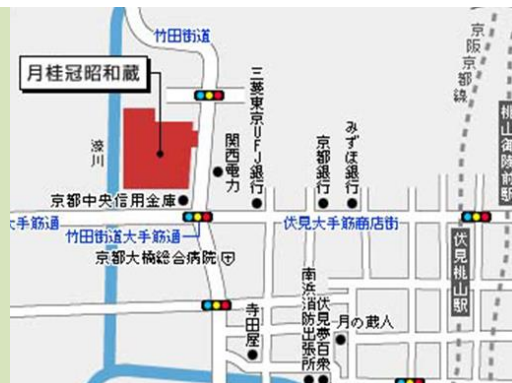 竹田街道
月桂冠昭和蔵
濠川
関西電力
三菱東京UFJ銀行
京都銀行
みずほ銀行
京阪京都線
桃山御陵前駅
京都中央信用金庫
大手筋通
竹田街道大手筋通
伏見大手筋商店街
伏見桃山駅
京都大橋総合病院
寺田屋
南浜消防出張所
伏見夢百衆
月の蔵人